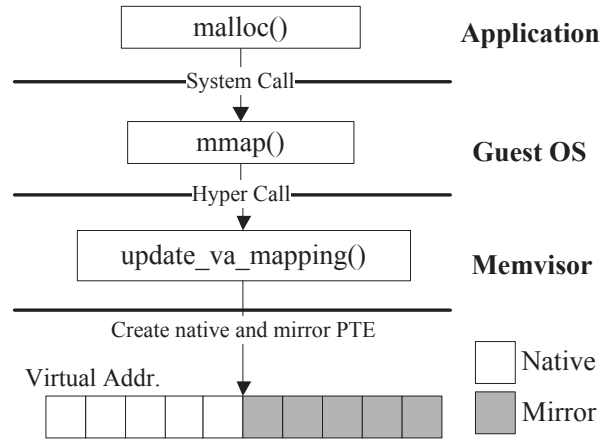 malloc()
Application
System Call
mmap()
Guest OS
Hyper Call
update_va_mapping()
Memvisor
Create native and mirror PTE
Virtual Addr.
Native
Mirror